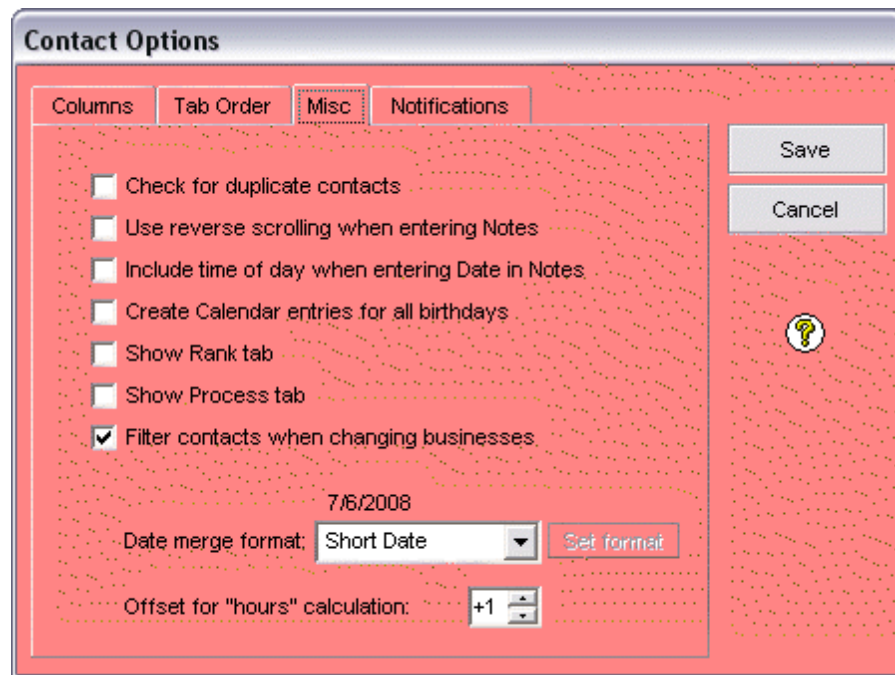 Contact Options
Columns Tab Order Misc Notifications
Save
Cancel
Check for duplicate contacts
Use reverse scrolling when entering Notes
Include time of day when entering Date in Notes
Create Calendar entries for all birthdays
?
Show Rank tab
Show Process tab
Filter contacts when changing businesses
7/6/2008
Date merge format: Short Date Set format
Offset for "hours" calculation: +1